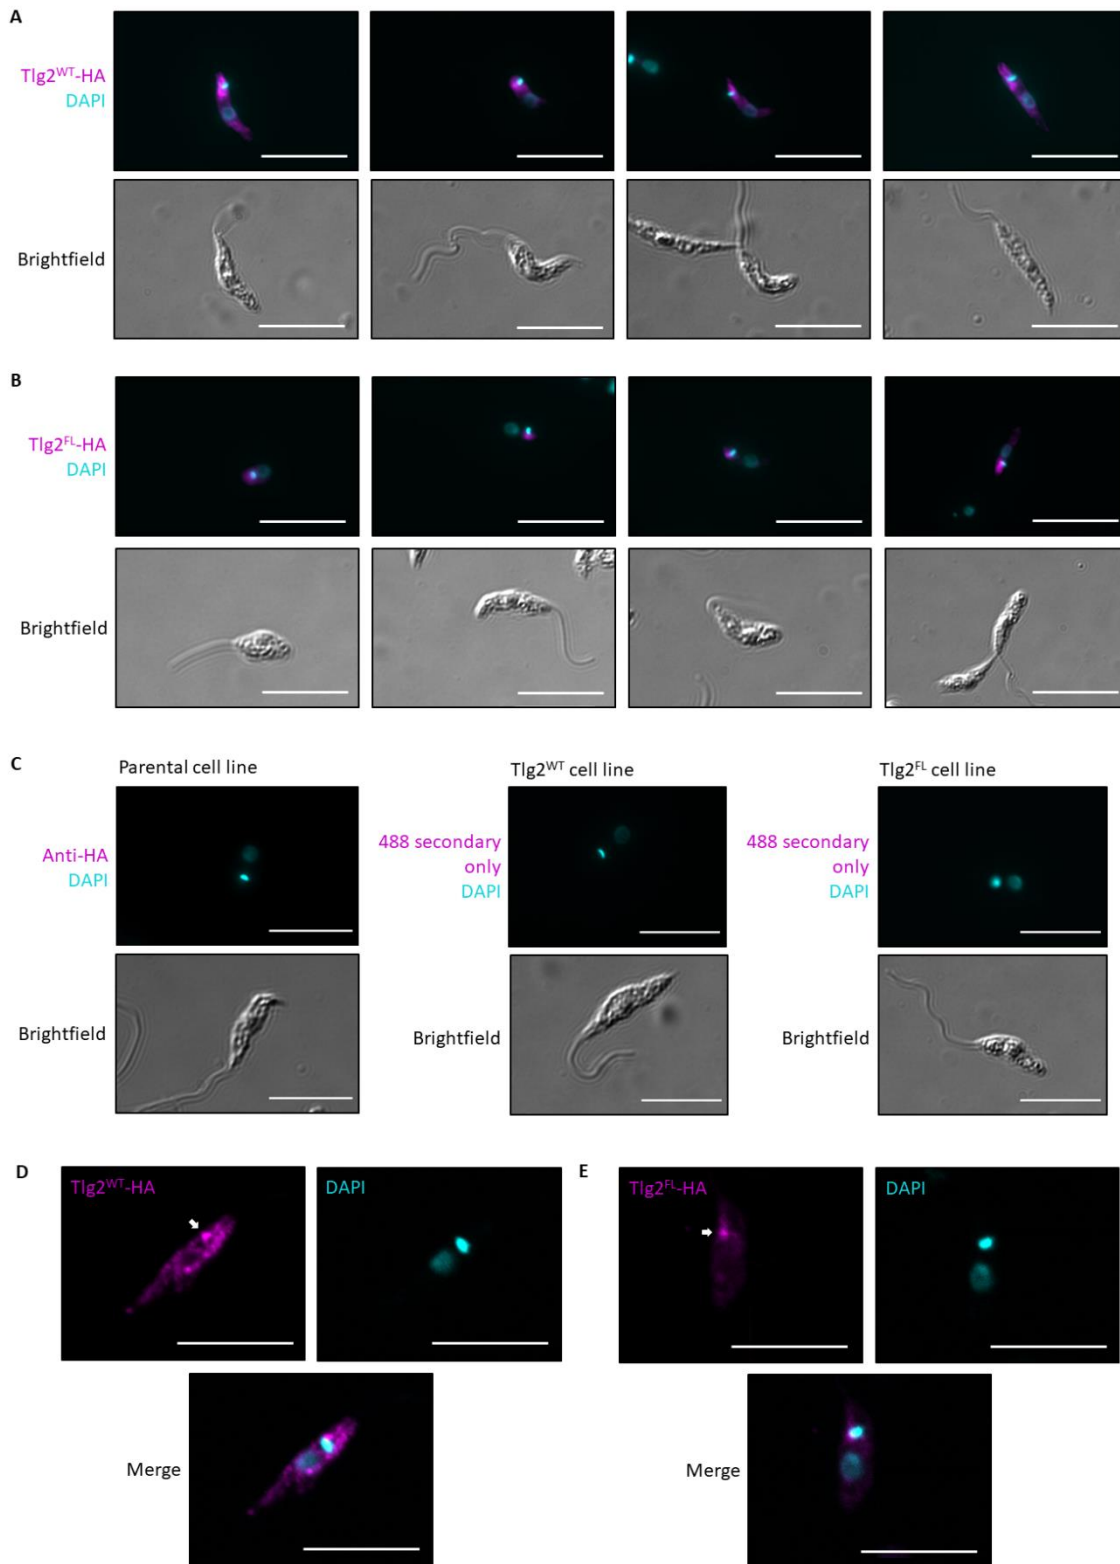 A
Tlg2WT-HA
DAPI
Brightfield
B
Tlg2FL-HA
DAPI
Brightfield
C
Parental cell line
Tlg2WT cell line
Tlg2FL cell line
Anti-HA
DAPI
488 secondary
only
DAPI
488 secondary
only
DAPI
Brightfield
Brightfield
Brightfield
D
Tlg2WT-HA
DAPI
Merge
E
Tlg2FL-HA
DAPI
Merge